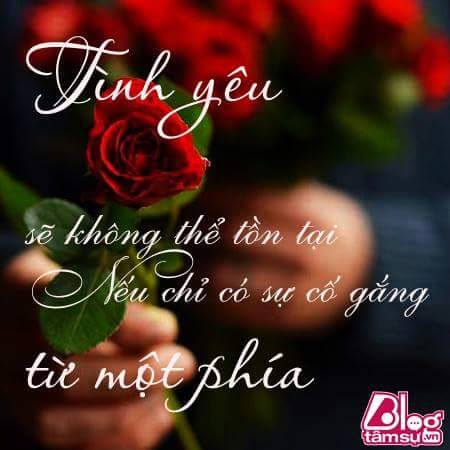 Tình yêu
sẽ không thể tồn tại
Nếu chỉ có sự cố gắng
từ một phía
Blog
tâmsự.vn